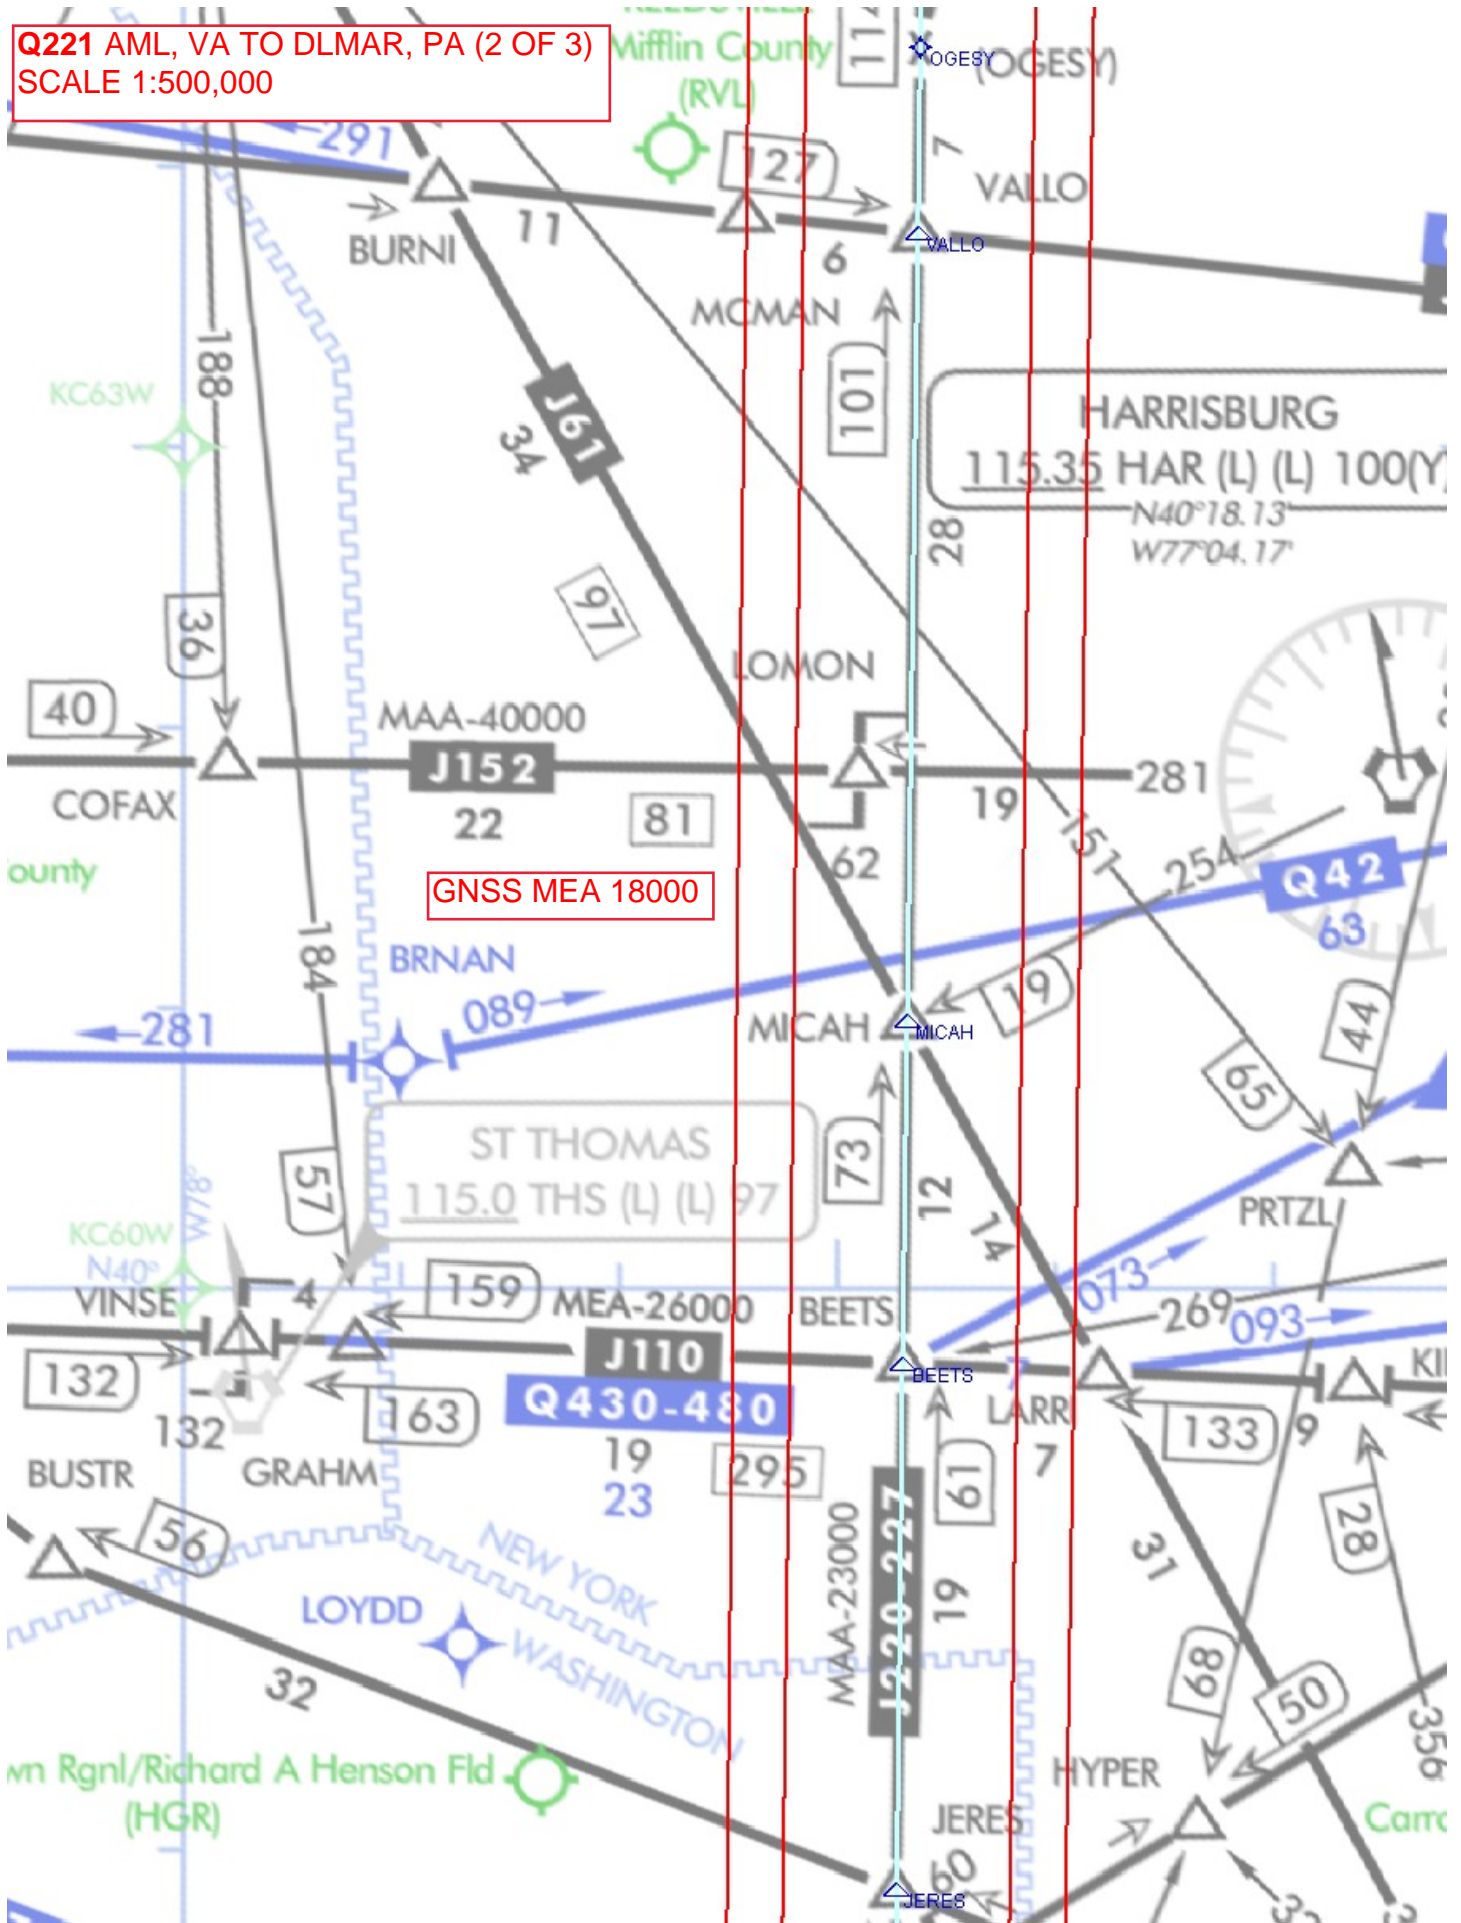 Q221 AML, VA TO DLMAR, PA (2 OF 3)
SCALE 1:500,000
Mifflin County
(RVL)
114
OGESY
(OGESY)
291
127
7
VALLO
VALLO
11
BURNI
6
MCMAN
188
101
KC63W
J61
34
HARRISBURG
115.35 HAR (L) (L) 100(Y)
N40°18.13'
W77°04.17'
28
97
36
LOMON
40
MAA-40000
J152
281
COFAX
22
81
19
62
151
254
Q42
63
ounty
GNSS MEA 18000
184
BRNAN
089
281
MICAH
MICAH
19
44
65
ST THOMAS
115.0 THS (L) (L) 97
73
12
14
57
W78°
PRTZL
KC60W
N40°
VINSE
4
159
MEA-26000
BEETS
073
269
093
J110
BEETS
7
132
163
Q430-480
LARR
133
9
132
19
295
61
7
BUSTR
GRAHM
23
56
NEW YORK
MAA-23000
J220-227
19
31
28
LOYDD
WASHINGTON
32
68
50
356
wn Rgnl/Richard A Henson Fld
(HGR)
HYPER
JERES
60
JERES